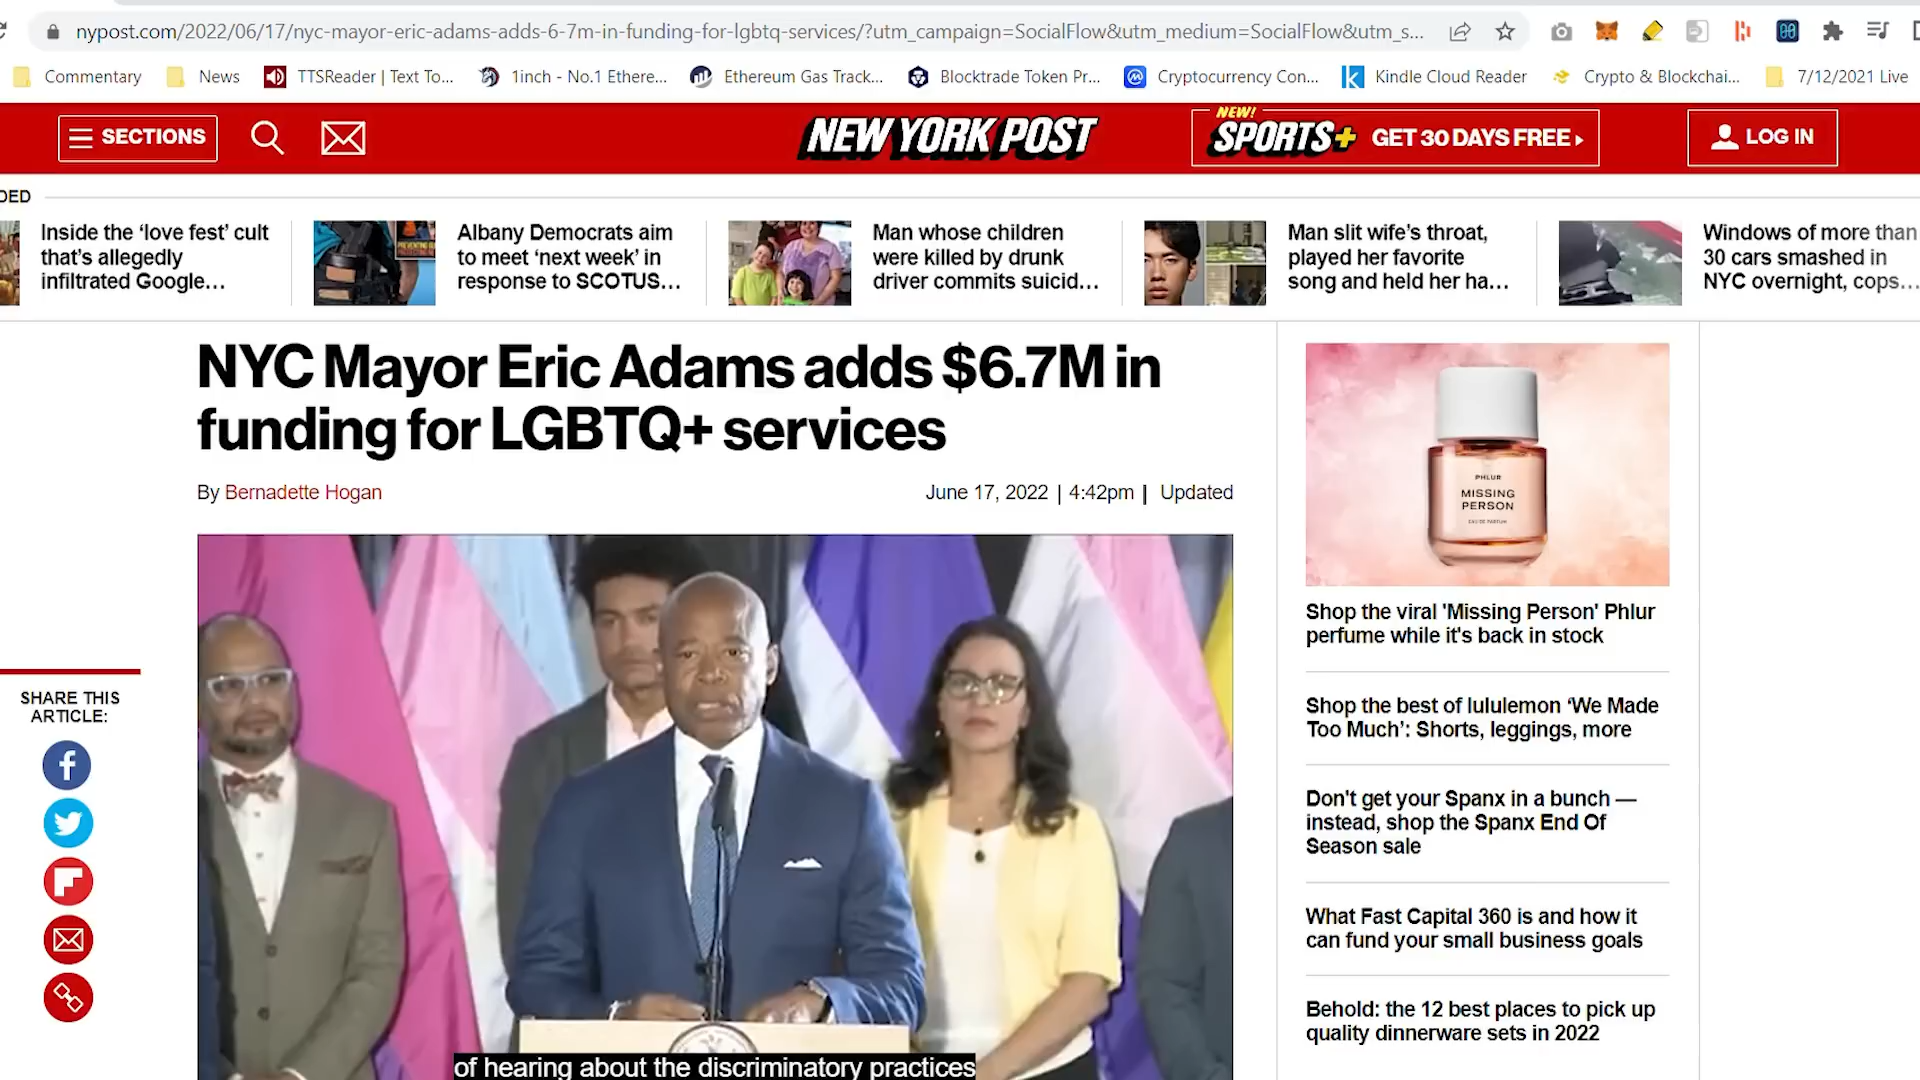 nypost.com/2022/06/17/nyc-mayor-eric-adams-adds-6-7m-in-funding-for-lgbtq-services/?utm_campaign=SocialFlow&utm_medium=SocialFlow&utm_s...
Commentary News TTSReader | Text To... 1inch - No.1 Ethere... Ethereum Gas Track... Blocktrade Token Pr... Cryptocurrency Con... Kindle Cloud Reader Crypto & Blockchai... 7/12/2021 Live
SECTIONS
NEW YORK POST
NEW!
SPORTS+ GET 30 DAYS FREE
LOG IN
DED
Inside the ‘love fest’ cult
that’s allegedly
infiltrated Google...
Albany Democrats aim
to meet ‘next week’ in
response to SCOTUS...
Man whose children
were killed by drunk
driver commits suicid...
Man slit wife’s throat,
played her favorite
song and held her ha...
Windows of more than
30 cars smashed in
NYC overnight, cops...
NYC Mayor Eric Adams adds $6.7M in
funding for LGBTQ+ services
By Bernadette Hogan
June 17, 2022 | 4:42pm | Updated
SHARE THIS
ARTICLE:
of hearing about the discriminatory practices
PHLUR
MISSING
PERSON
EAU DE PARFUM
Shop the viral 'Missing Person' Phlur
perfume while it's back in stock
Shop the best of lululemon ‘We Made
Too Much’: Shorts, leggings, more
Don't get your Spanx in a bunch —
instead, shop the Spanx End Of
Season sale
What Fast Capital 360 is and how it
can fund your small business goals
Behold: the 12 best places to pick up
quality dinnerware sets in 2022